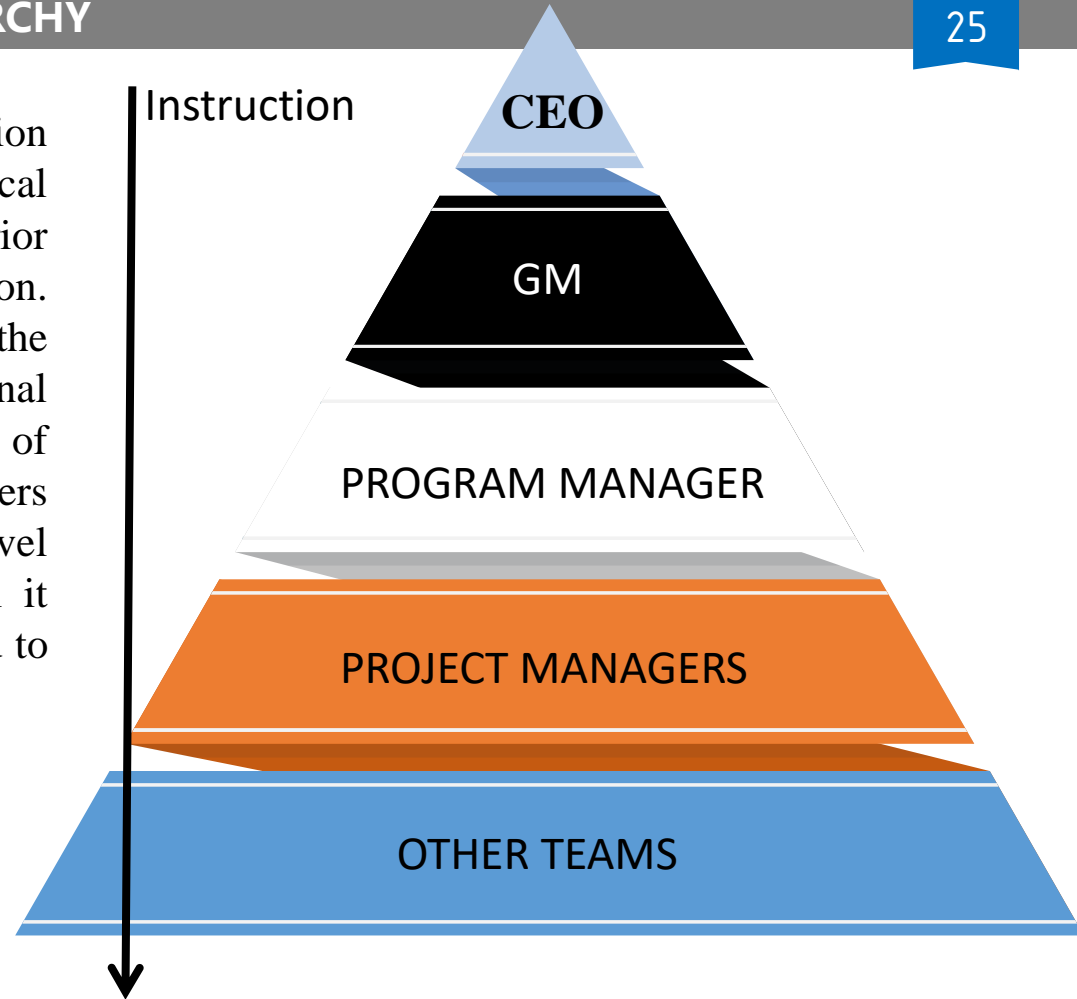 RCHY
25
Instruction
ion
cal
rior
on.
the
nal
of
ers
vel
it
to
CEO
GM
PROGRAM MANAGER
PROJECT MANAGERS
OTHER TEAMS